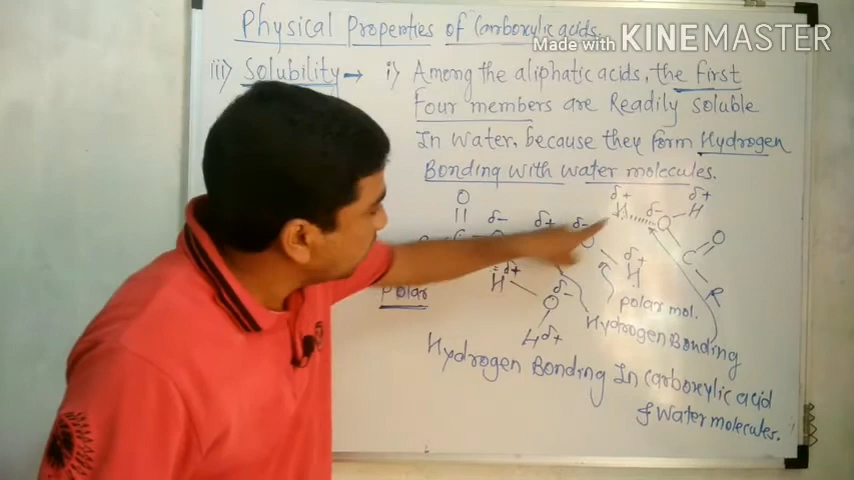 Physical Properties of Carboxylic acids.
Made with KINEMASTER
iii) Solubility → i) Among the aliphatic acids, the first
Four members are Readily soluble
In water, because they form Hydrogen
Bonding with water molecules.
O δ- δ+ δ- H δ+ δ- O H δ+
C O
H δ+ O δ- H δ+ C R
Polar
polar mol.
H δ+ Hydrogen Bonding
Hydrogen Bonding In carboxylic acid
& water molecules.